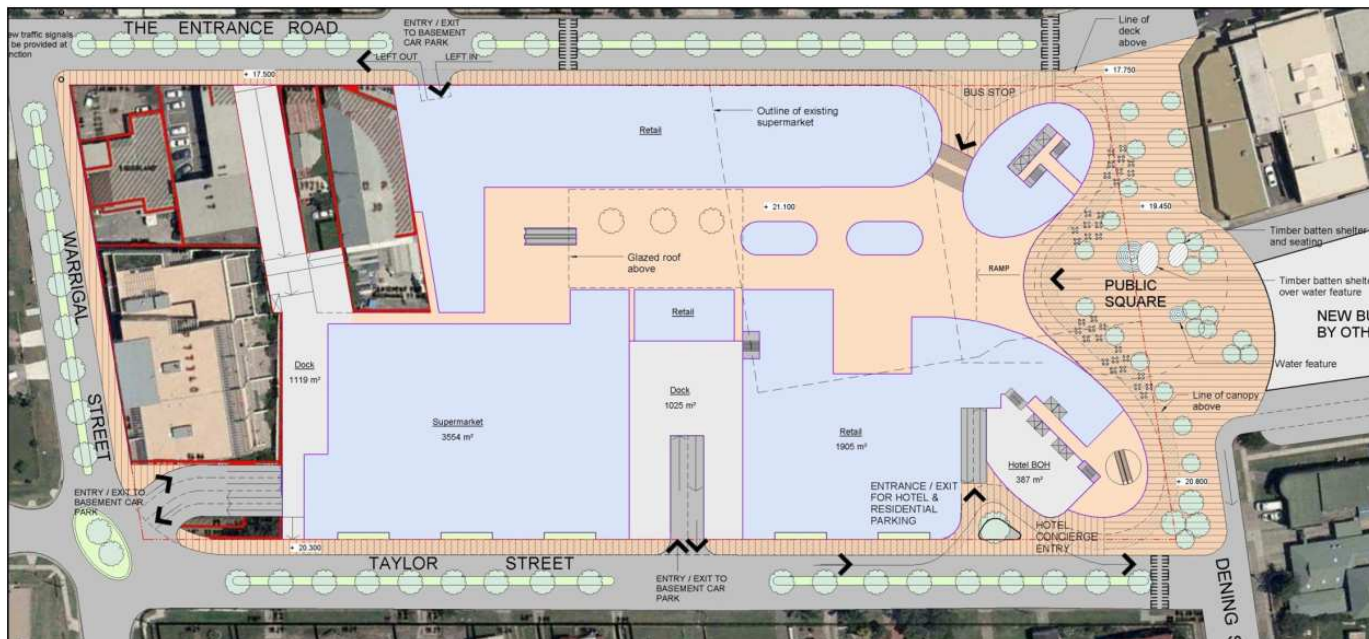 THE ENTRANCE ROAD
ENTRY / EXIT
TO BASEMENT
CAR PARK
Line of
deck
above
ew traffic signals
be provided at
nction
LEFT OUT
LEFT IN
+ 17.500
+ 17.750
BUS STOP
Outline of existing
supermarket
Retail
+ 21.100
+ 19.450
Timber batten shelter
and seating
Glazed roof
above
RAMP
PUBLIC
SQUARE
Timber batten shelte
over water feature
NEW BU
BY OTH
WARRIGAL
STREET
Retail
Water feature
Dock
1119 m²
Dock
1025 m²
Line of canopy
above
Supermarket
3554 m²
Retail
1905 m²
Hotel BOH
387 m²
+ 20.800
ENTRY / EXIT TO
BASEMENT CAR
PARK
ENTRANCE / EXIT
FOR HOTEL &
RESIDENTIAL
PARKING
HOTEL
CONCIERGE
ENTRY
+ 20.300
TAYLOR STREET
ENTRY / EXIT TO
BASEMENT CAR
PARK
DENING S